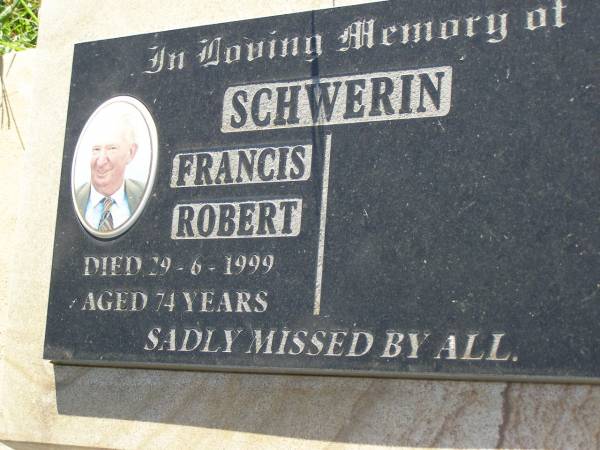 In Loving Memory of
SCHWERIN
FRANCIS
ROBERT
DIED 29 - 6 - 1999
AGED 74 YEARS
SADLY MISSED BY ALL.